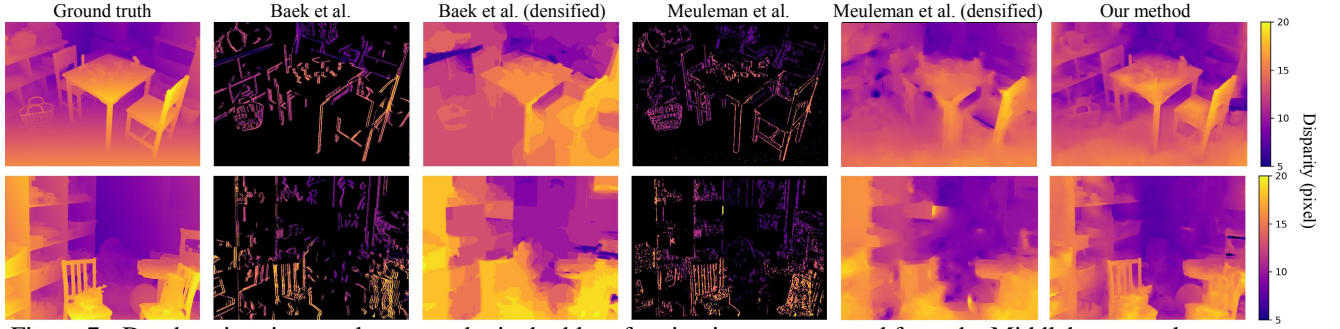 Ground truth
Baek et al.
Baek et al. (densified)
Meuleman et al.
Meuleman et al. (densified)
Our method
20
15
10
5
20
15
10
5
Disparity (pixel)